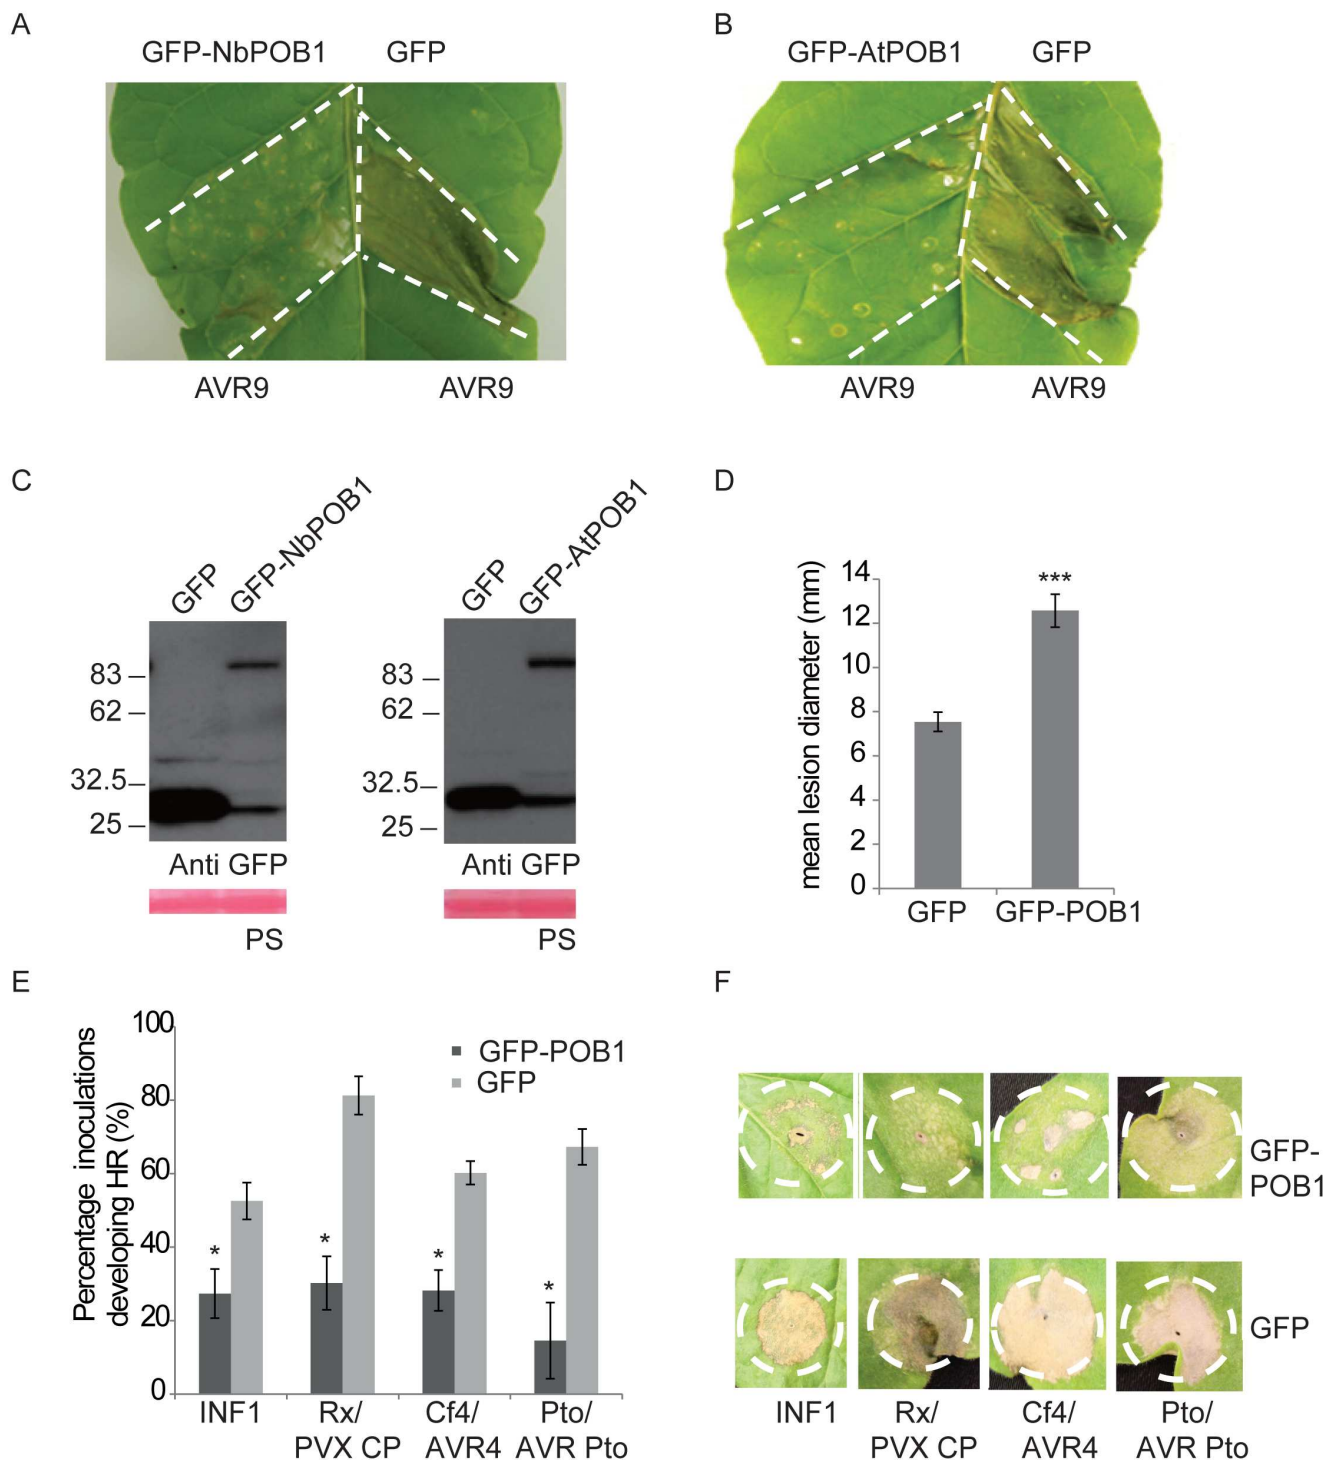 A
GFP-NbPOB1 GFP
AVR9 AVR9
B
GFP-AtPOB1 GFP
AVR9 AVR9
C
GFP
GFP-NbPOB1
83
62
32.5
25
Anti GFP
PS
GFP
GFP-AtPOB1
83
62
32.5
25
Anti GFP
PS
D
mean lesion diameter (mm)
14
12
10
8
6
4
2
0
***
GFP GFP-POB1
E
Percentage inoculations
developing HR (%)
100
80
60
40
20
0
GFP-POB1
GFP
* * * *
INF1 Rx/ Cf4/ Pto/
PVX CP AVR4 AVR Pto
F
GFP-
POB1
GFP
INF1 Rx/ Cf4/ Pto/
PVX CP AVR4 AVR Pto